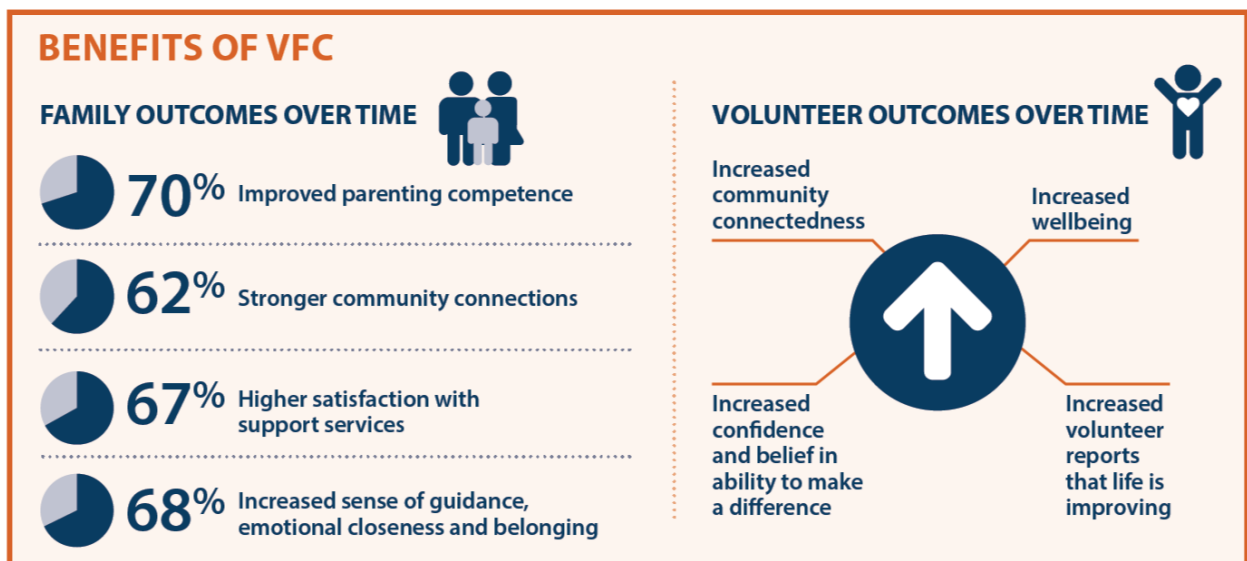 BENEFITS OF VFC
FAMILY OUTCOMES OVER TIME
70% Improved parenting competence
62% Stronger community connections
67% Higher satisfaction with
support services
68% Increased sense of guidance,
emotional closeness and belonging
VOLUNTEER OUTCOMES OVER TIME
Increased
community
connectedness
Increased
wellbeing
Increased
confidence
and belief in
ability to make
a difference
Increased
volunteer
reports
that life is
improving